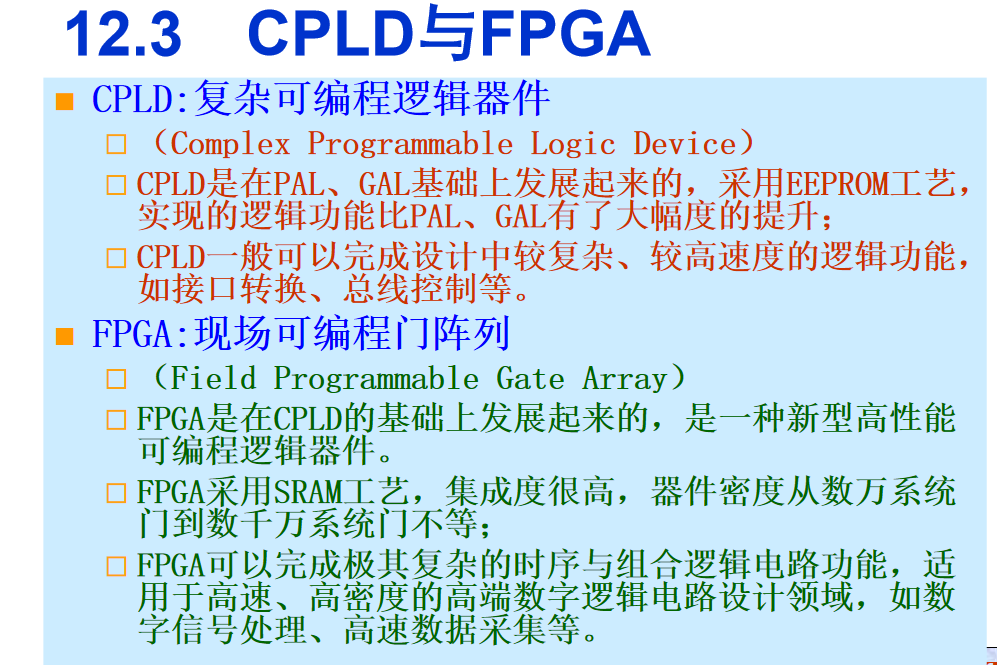 12.3 CPLD与FPGA
CPLD:复杂可编程逻辑器件
（Complex Programmable Logic Device）
CPLD是在PAL、GAL基础上发展起来的，采用EEPROM工艺，
实现的逻辑功能比PAL、GAL有了大幅度的提升；
CPLD一般可以完成设计中较复杂、较高速度的逻辑功能，
如接口转换、总线控制等。
FPGA:现场可编程门阵列
（Field Programmable Gate Array）
FPGA是在CPLD的基础上发展起来的，是一种新型高性能
可编程逻辑器件。
FPGA采用SRAM工艺，集成度很高，器件密度从数万系统
门到数千万系统门不等；
FPGA可以完成极其复杂的时序与组合逻辑电路功能，适
用于高速、高密度的高端数字逻辑电路设计领域，如数
字信号处理、高速数据采集等。